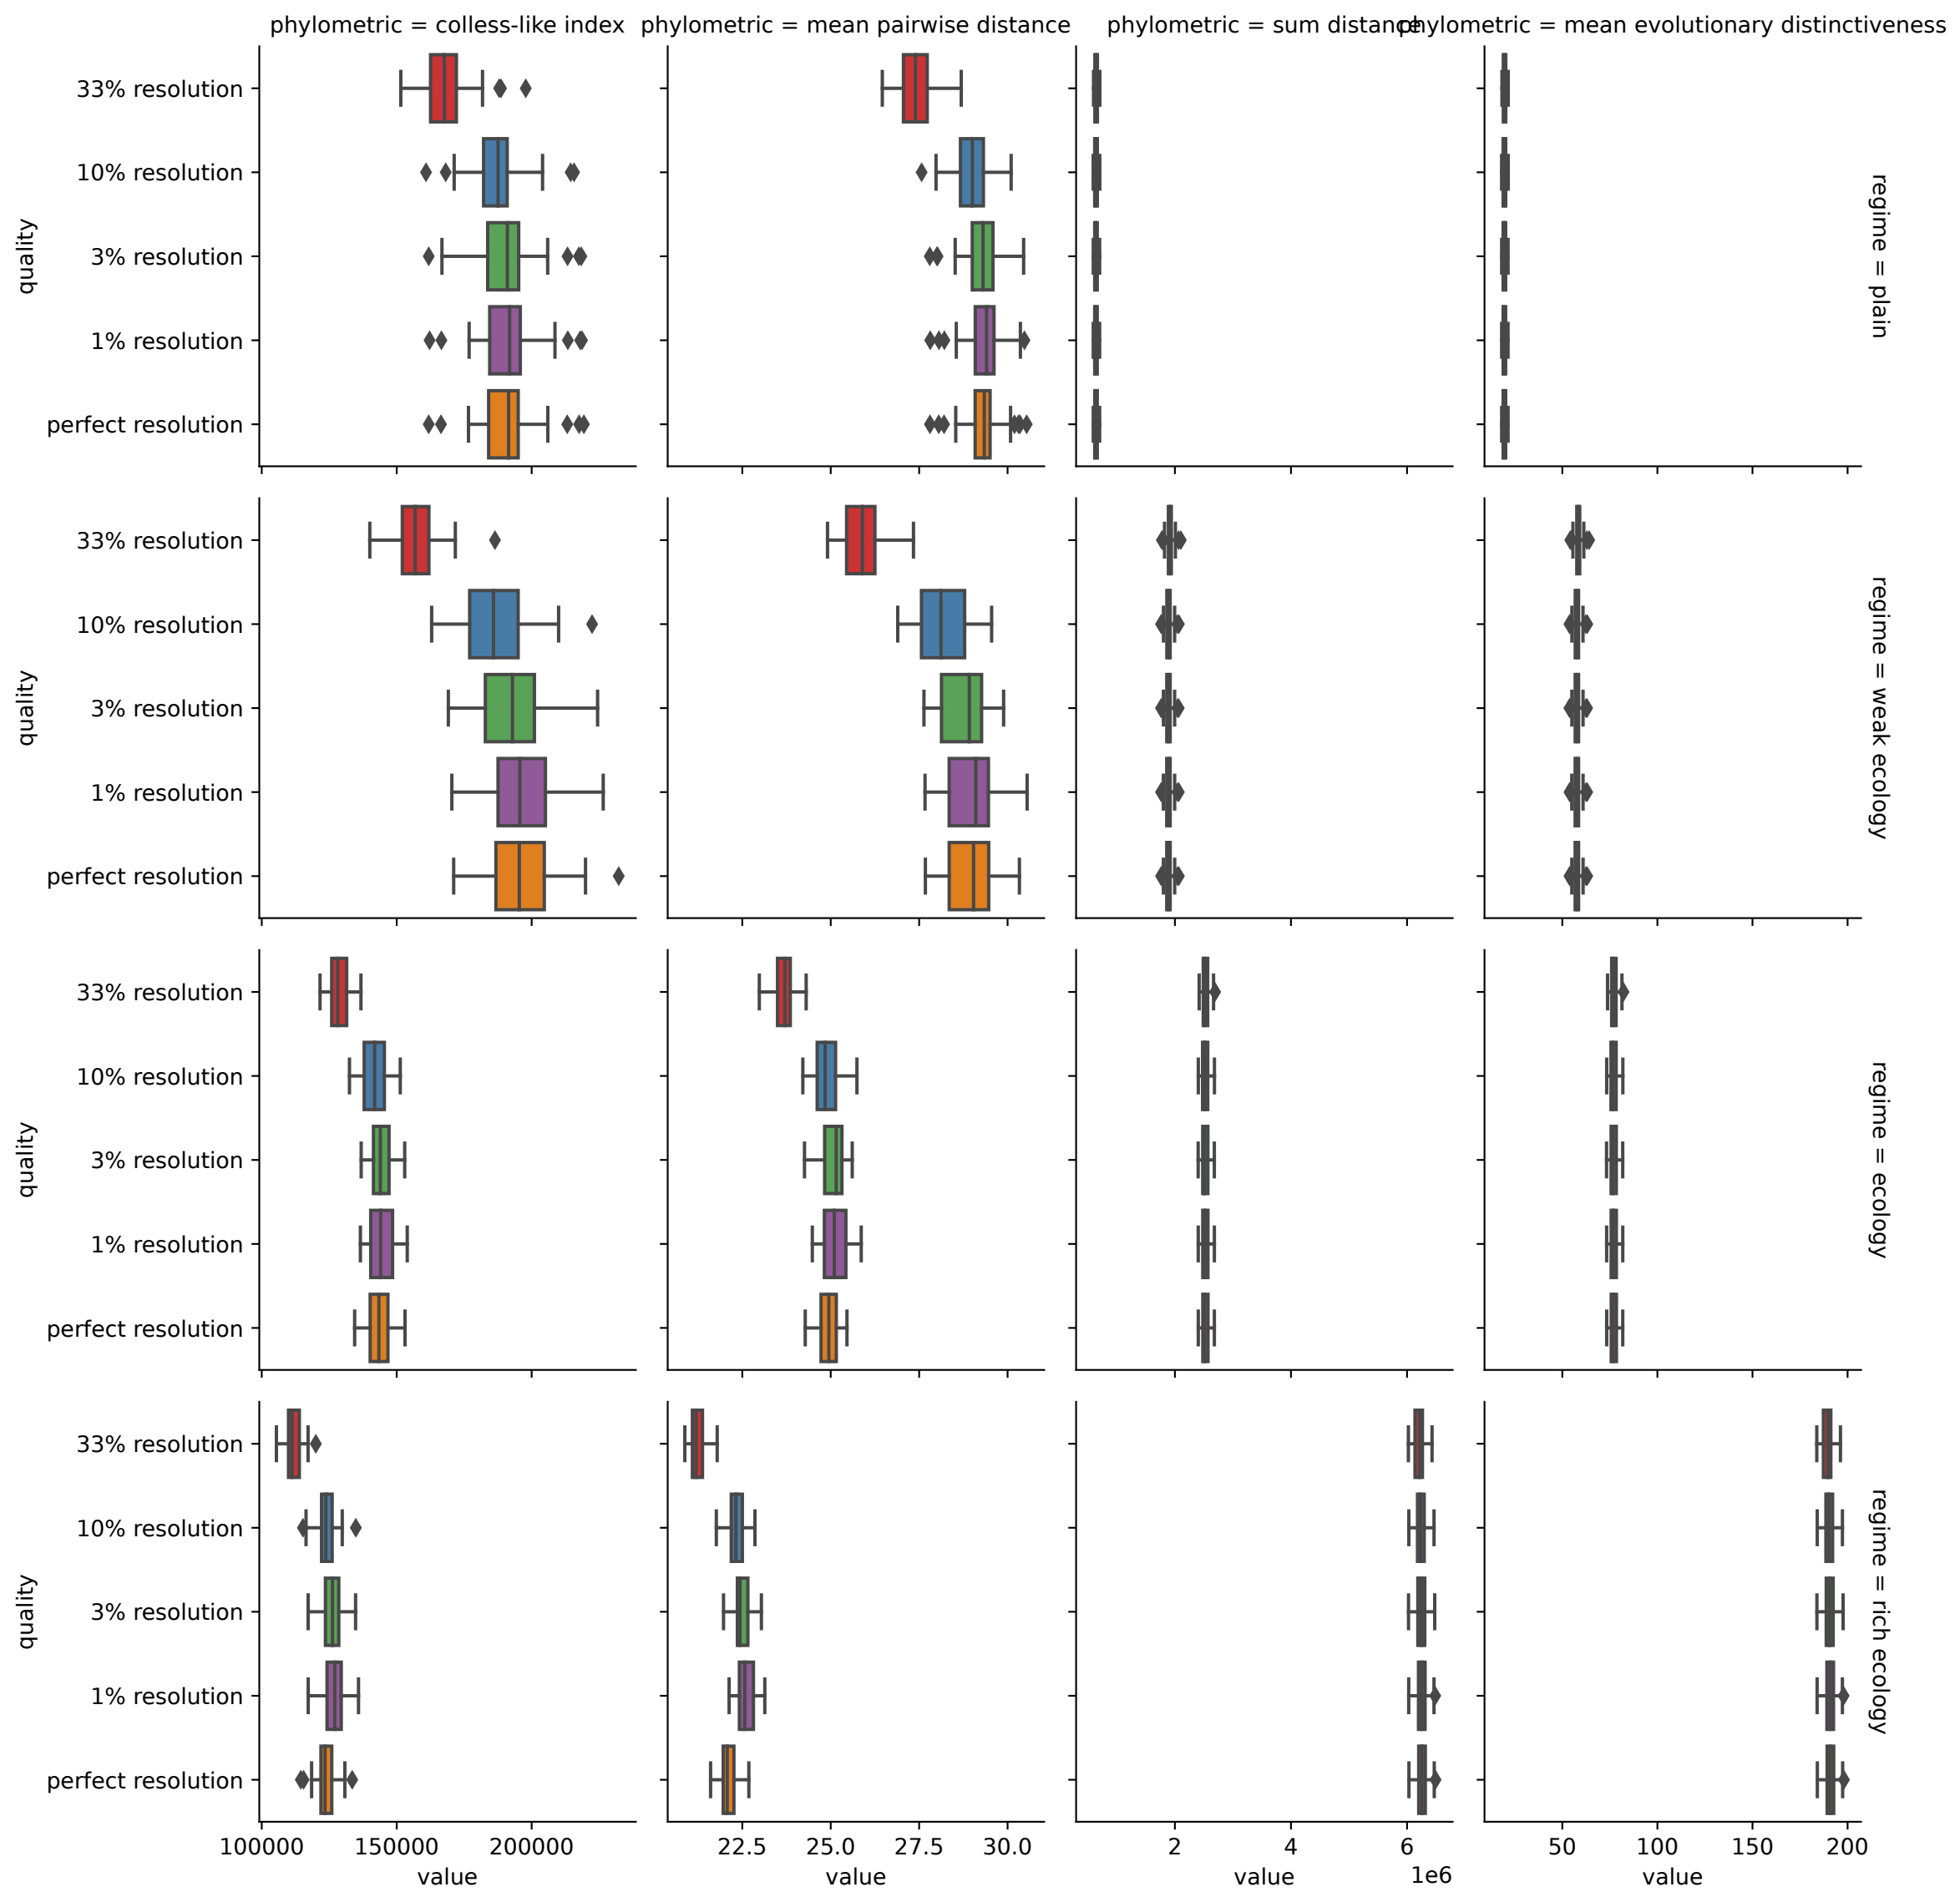 phylometric = colless-like index
phylometric = mean pairwise distance
phylometric = sum distance
phylometric = mean evolutionary distinctiveness
quality
33% resolution
10% resolution
3% resolution
1% resolution
perfect resolution
regime = plain
quality
33% resolution
10% resolution
3% resolution
1% resolution
perfect resolution
regime = weak ecology
quality
33% resolution
10% resolution
3% resolution
1% resolution
perfect resolution
regime = ecology
quality
33% resolution
10% resolution
3% resolution
1% resolution
perfect resolution
regime = rich ecology
100000 150000 200000
value
22.5 25.0 27.5 30.0
value
2 4 6
1e6
value
50 100 150 200
value